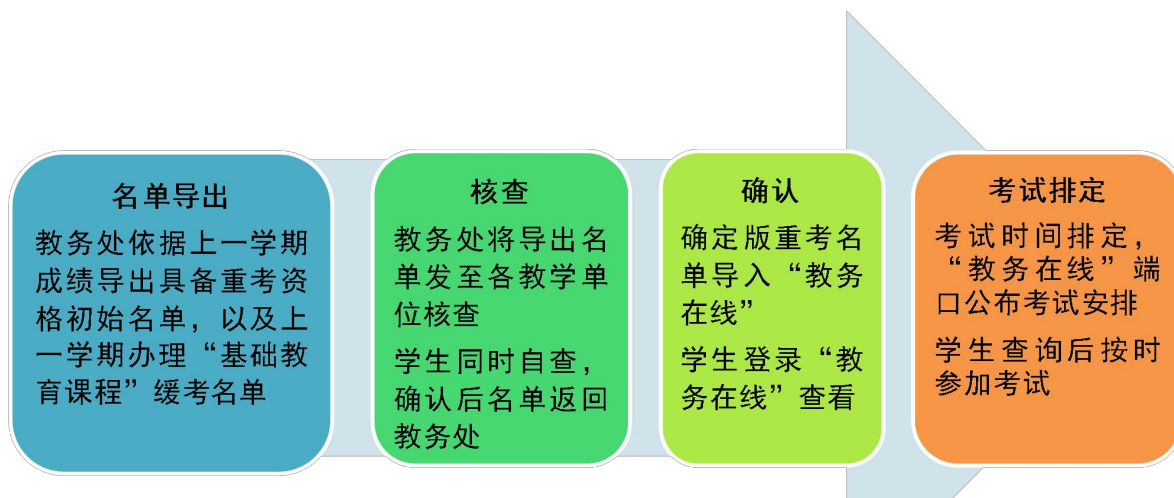 名单导出
教务处依据上一学期
成绩导出具备重考资
格初始名单，以及上
一学期办理“基础教
育课程”缓考名单
核查
教务处将导出名
单发至各教学单
位核查
学生同时自查，
确认后名单返回
教务处
确认
确定版重考名
单导入“教务
在线”
学生登录“教
务在线”查看
考试排定
考试时间排定，
“教务在线”端
口公布考试安排
学生查询后按时
参加考试